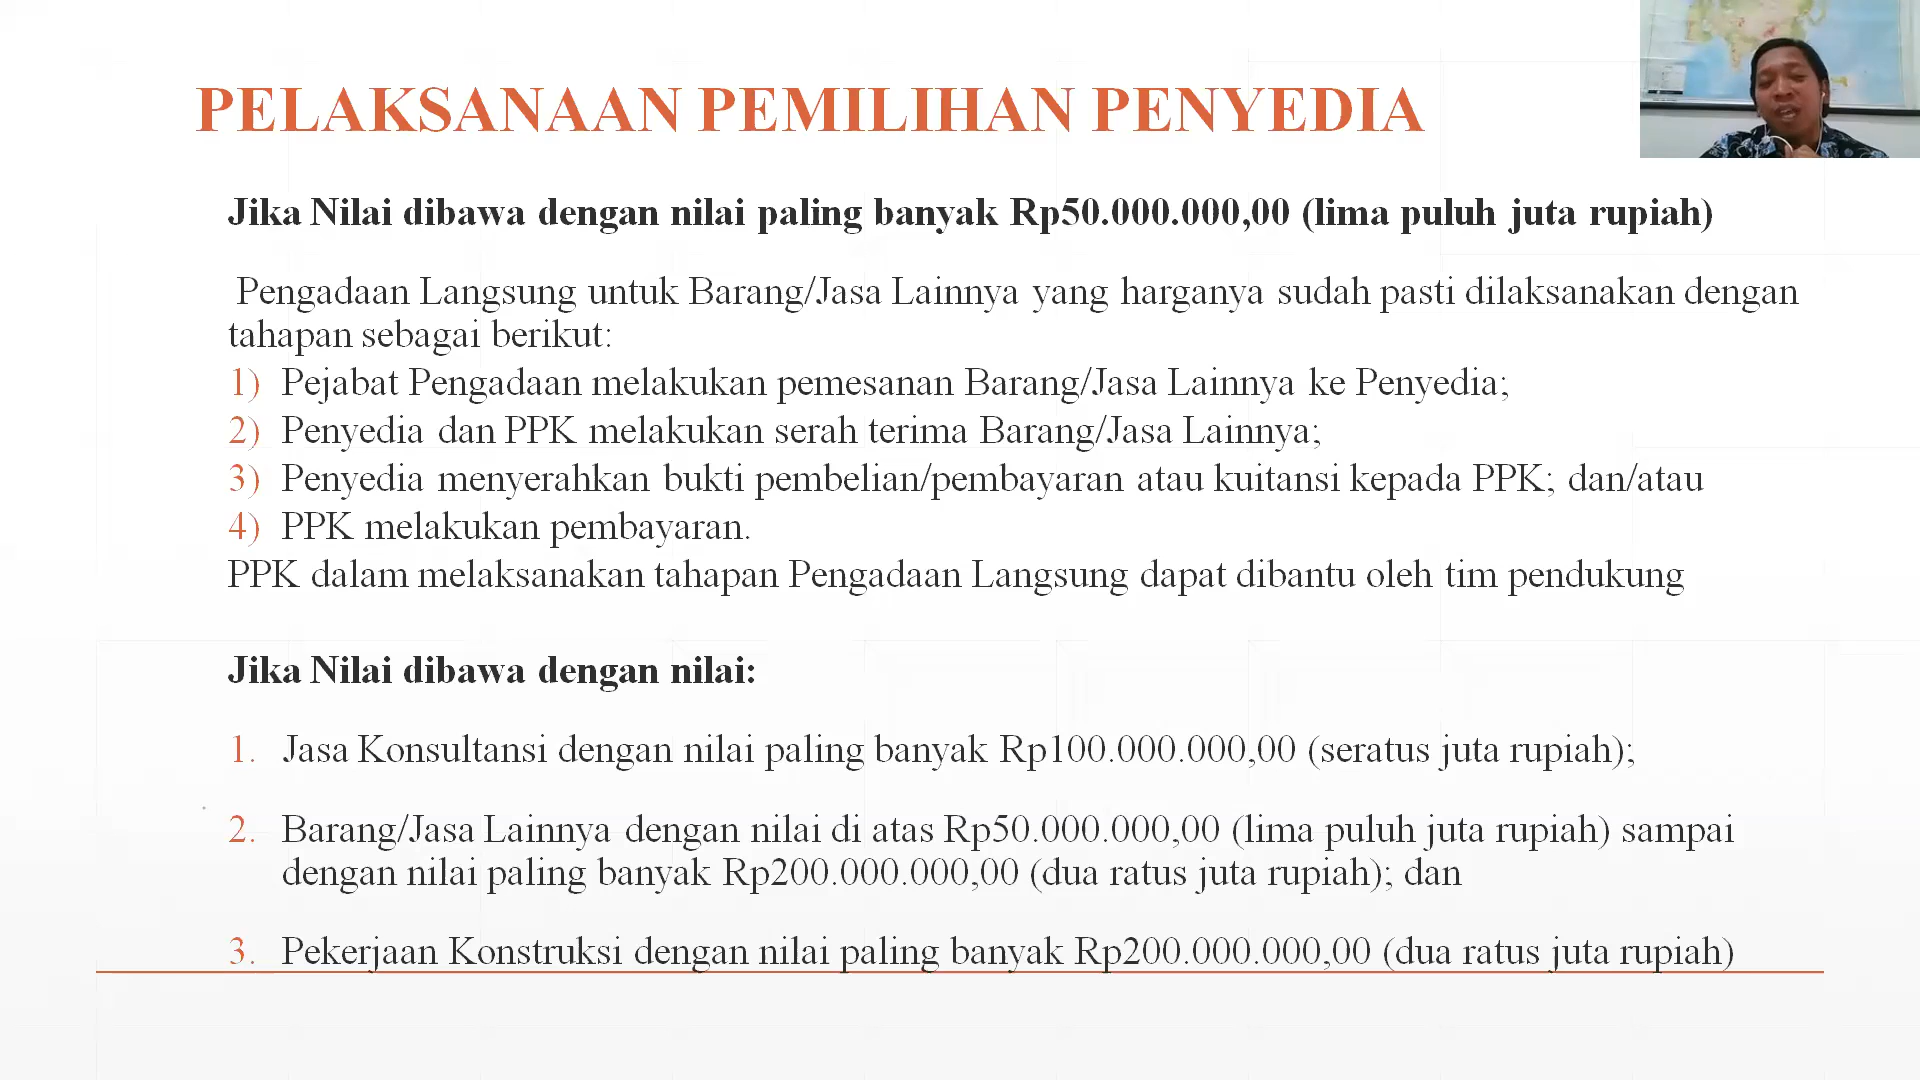 PELAKSANAAN PEMILIHAN PENYEDIA
Jika Nilai dibawa dengan nilai paling banyak Rp50.000.000,00 (lima puluh juta rupiah)
Pengadaan Langsung untuk Barang/Jasa Lainnya yang harganya sudah pasti dilaksanakan dengan
tahapan sebagai berikut:
1) Pejabat Pengadaan melakukan pemesanan Barang/Jasa Lainnya ke Penyedia;
2) Penyedia dan PPK melakukan serah terima Barang/Jasa Lainnya;
3) Penyedia menyerahkan bukti pembelian/pembayaran atau kuitansi kepada PPK; dan/atau
4) PPK melakukan pembayaran.
PPK dalam melaksanakan tahapan Pengadaan Langsung dapat dibantu oleh tim pendukung
Jika Nilai dibawa dengan nilai:
1. Jasa Konsultansi dengan nilai paling banyak Rp100.000.000,00 (seratus juta rupiah);
2. Barang/Jasa Lainnya dengan nilai di atas Rp50.000.000,00 (lima puluh juta rupiah) sampai
dengan nilai paling banyak Rp200.000.000,00 (dua ratus juta rupiah); dan
3. Pekerjaan Konstruksi dengan nilai paling banyak Rp200.000.000,00 (dua ratus juta rupiah)